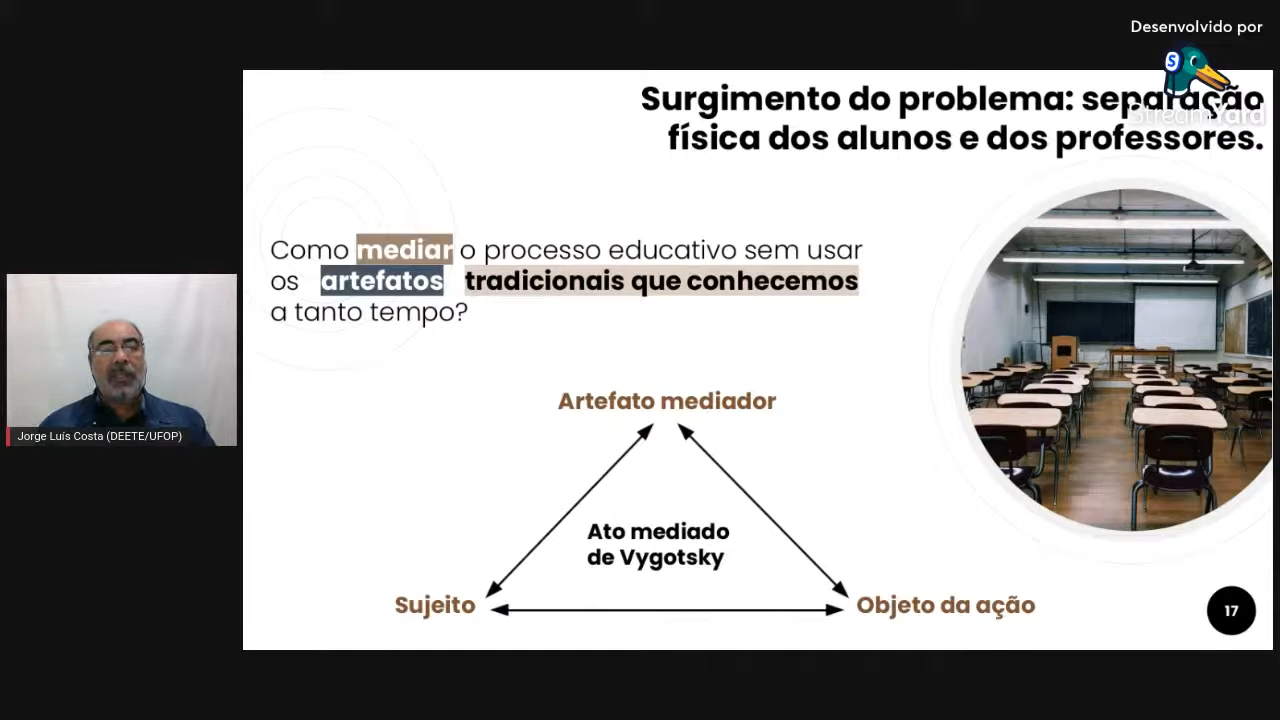 Desenvolvido por
S
StreamYard
Surgimento do problema: separação
física dos alunos e dos professores.
Como mediar o processo educativo sem usar
os artefatos tradicionais que conhecemos
a tanto tempo?
Artefato mediador
Ato mediado
de Vygotsky
Sujeito
Objeto da ação
17
Jorge Luís Costa (DEETE/UFOP)